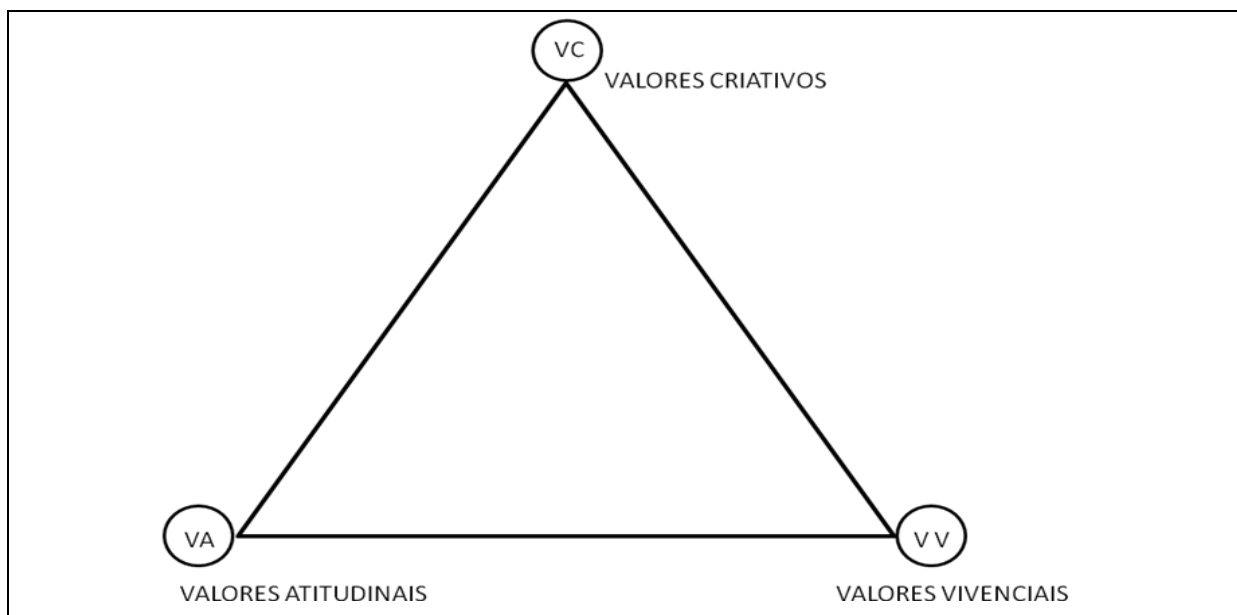 VC
VALORES CRIATIVOS
VA
V V
VALORES ATITUDINAIS
VALORES VIVENCIAIS